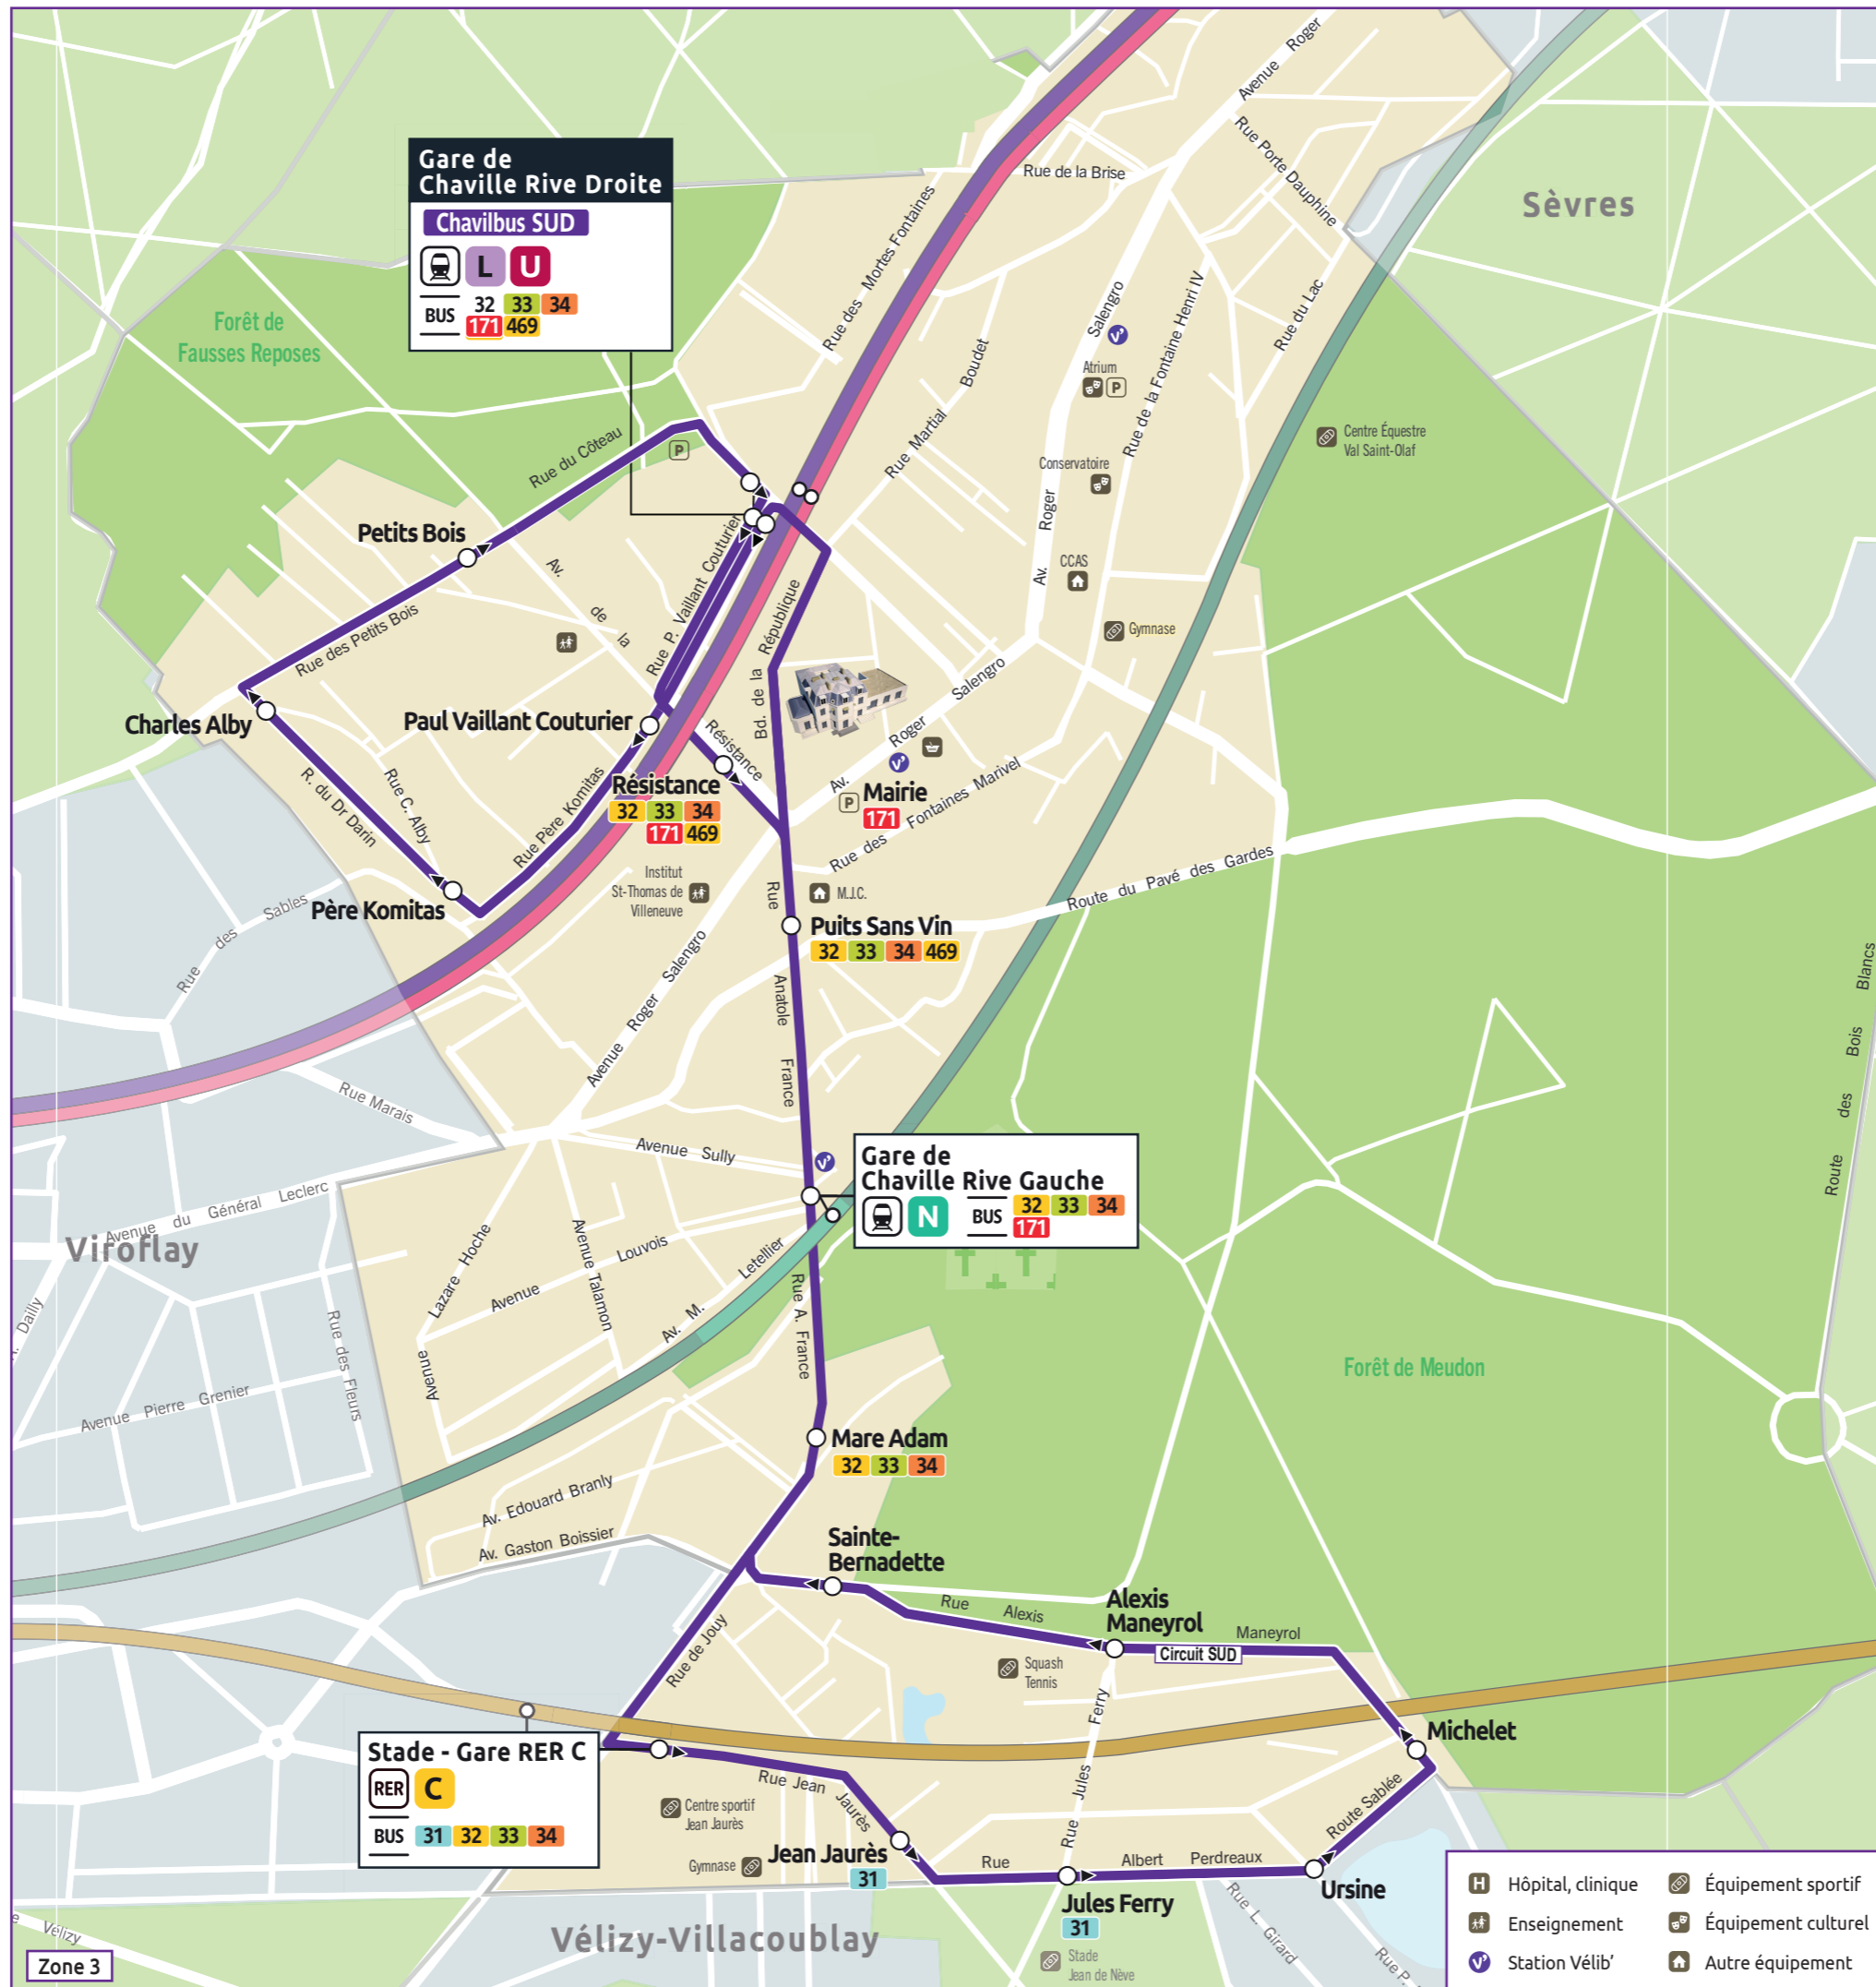 Avenue Roger
Rue Porte Dauphine
Sèvres
Gare de
Chaville Rive Droite
Chavilbus SUD
L U
BUS 32 33 34
171 469
Rue de la Brise
Rue des Mortes Fontaines
Forêt de
Fausses Reposes
Salengro
Rue de la Fontaine Henri IV
Rue du Lac
Atrium
P
Rue Martial Boudet
Centre Équestre
Val Saint-Olaf
Conservatoire
Rue du Côteau
P
Av. Roger
Petits Bois
CCAS
Av. de la
Rue P. Vaillant Couturier
Bd. de la République
Gymnase
Rue des Petits Bois
Salengro
Charles Alby
Paul Vaillant Couturier
Résistance
Av. Roger
Résistance
32 33 34
171 469
P
Mairie
171
R. du Dr Darin
Rue C. Alby
Rue Père Komitas
Rue des Fontaines Marivel
Route du Pavé des Gardes
Institut
St-Thomas de
Villeneuve
M.J.C.
Père Komitas
Rue des Sables
Puits Sans Vin
32 33 34 469
Rue Anatole France
Avenue Roger Salengro
Route des Bois Blancs
Rue Marais
Avenue Sully
Gare de
Chaville Rive Gauche
N BUS 32 33 34
171
Avenue du Général Leclerc
Viroflay
Avenue Lazare Hoche
Avenue Talamon
Avenue Louvois
Av. M. Letellier
Rue A. France
Dailly
Rue des Fleurs
Avenue Pierre Grenier
Forêt de Meudon
Mare Adam
32 33 34
Av. Edouard Branly
Av. Gaston Boissier
Sainte-
Bernadette
Rue Alexis Maneyrol
Alexis
Maneyrol
Circuit SUD
Rue de Jouy
Squash
Tennis
Rue Jules Ferry
Michelet
Stade - Gare RER C
RER C
BUS 31 32 33 34
Rue Jean Jaurès
Centre sportif
Jean Jaurès
Route Sablée
Gymnase
Jean Jaurès
31
Rue Albert Perdreaux
Jules Ferry
31
Ursine
Rue L. Girard
Rue P.
Stade
Jean de Nève
Vélizy-Villacoublay
Vélizy
Zone 3
H Hôpital, clinique
Équipement sportif
Enseignement
Équipement culturel
Station Vélib’
Autre équipement